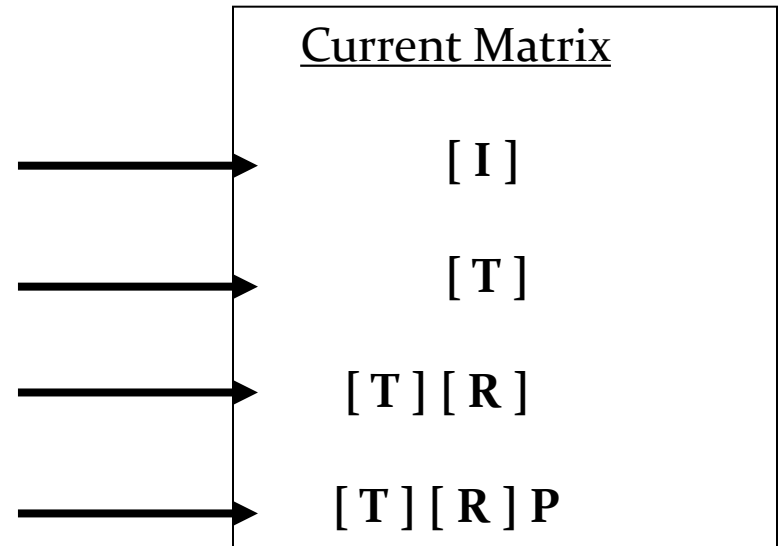 Current Matrix
[ I ]
[ T ]
[ T ] [ R ]
[ T ] [ R ] P